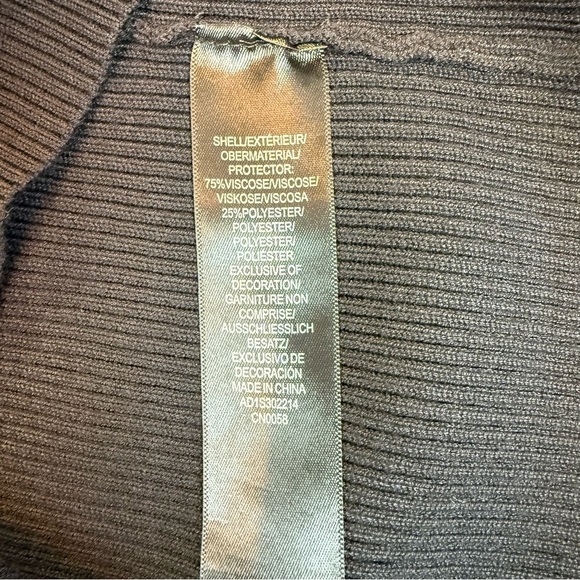 SHELL/EXTÉRIEUR/
OBERMATERIAL/
PROTECTOR:
75%VISCOSE/VISCOSE/
VISKOSE/VISCOSA
25%POLYESTER/
POLYESTER/
POLYESTER/
POLIESTER
EXCLUSIVE OF
DECORATION/
GARNITURE NON
COMPRISE/
AUSSCHLIESSLICH
BESATZ/
EXCLUSIVO DE
DECORACIÓN
MADE IN CHINA
AD1S302214
CN0058